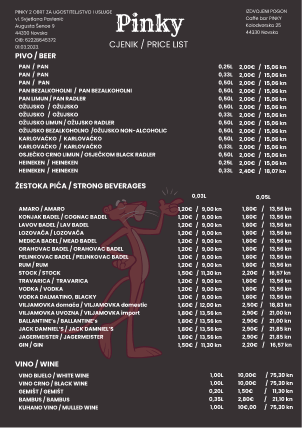 PINKY 2 OBRT ZA UGOSTITELJSTVO I USLUGE
vl. Svjetlana Pavlović
Augusta Šenoe 9
44330 Novska
01.03.2023.
Pinky
CJENIK / PRICE LIST
IZDVOJENI POGON
Caffe bar PINKY
Kolodvorska 25
44330 Novska
PIVO / BEER
PAN / PAN 0,25L 2,00€ / 15,06 kn
PAN / PAN 0,33L 2,00€ / 15,06 kn
PAN / PAN 0,50L 2,00€ / 15,06 kn
PAN BEZALKOHOLNI / PAN BEZALKOHOLNI 0,50L 2,00€ / 15,06 kn
PAN LIMUN / PAN RADLER 0,50L 2,00€ / 15,06 kn
OŽUJSKO / OŽUJSKO 0,50L 2,00€ / 15,06 kn
OŽUJSKO / OŽUJSKO 0,33L 2,00€ / 15,06 kn
OŽUJSKO LIMUN / OŽUJSKO RADLER 0,50L 2,00€ / 15,06 kn
OŽUJSKO BEZALKOHOLNO / OŽUJSKO NON-ALCOHOLIC 0,50L 2,00€ / 15,06 kn
KARLOVAČKO / KARLOVAČKO 0,50L 2,00€ / 15,06 kn
KARLOVAČKO / KARLOVAČKO 0,33L 2,00€ / 15,06 kn
OSJEČKO CRNO LIMUN / OSJEČKOM BLACK RADLER 0,50L 2,00€ / 15,06 kn
HEINEKEN / HEINEKEN 0,25L 2,00€ / 15,06 kn
HEINEKEN / HEINEKEN 0,33L 2,40€ / 18,07 kn
ŽESTOKA PIĆA / STRONG BEVERAGES
0,03L 0,05L
AMARO / AMARO 1,20€ / 9,00 kn 1,80€ / 13,56 kn
KONJAK BADEL / COGNAC BADEL 1,20€ / 9,00 kn 1,80€ / 13,56 kn
LAVOV BADEL / LAV BADEL 1,20€ / 9,00 kn 1,80€ / 13,56 kn
LOZOVAČA / LOZOVAČA 1,20€ / 9,00 kn 1,80€ / 13,56 kn
MEDICA BADEL / MEAD BADEL 1,20€ / 9,00 kn 1,80€ / 13,56 kn
ORAHOVAC BADEL / ORAHOVAC BADEL 1,20€ / 9,00 kn 1,80€ / 13,56 kn
PELINKOVAC BADEL / PELINKOVAC BADEL 1,20€ / 9,00 kn 1,80€ / 13,56 kn
RUM / RUM 1,20€ / 9,00 kn 1,80€ / 13,56 kn
STOCK / STOCK 1,50€ / 11,30 kn 2,20€ / 16,57 kn
TRAVARICA / TRAVARICA 1,20€ / 9,00 kn 1,80€ / 13,56 kn
VODKA / VODKA 1,20€ / 9,00 kn 1,80€ / 13,56 kn
VODKA DALMATINO, BLACKY 1,20€ / 9,00 kn 1,80€ / 13,56 kn
VILJAMOVKA domaća / VILJAMOVKA domestic 1,60€ / 12,00 kn 2,50€ / 18,83 kn
VILJAMOVKA UVOZNA / VILJAMOVKA import 1,80€ / 13,56 kn 2,90€ / 21,00 kn
BALLANTINE's / BALLANTINE's 1,80€ / 13,56 kn 2,90€ / 21,85 kn
JACK DAMNEL'S / JACK DAMNEL'S 1,80€ / 13,56 kn 2,90€ / 21,85 kn
JAGERMEISTER / JAGERMEISTER 1,80€ / 13,56 kn 2,90€ / 21,85 kn
GIN / GIN 1,50€ / 11,30 kn 2,20€ / 16,57 kn
VINO / WINE
VINO BIJELO / WHITE WINE 1,00L 10,00€ / 75,30 kn
VINO CRNO / BLACK WINE 1,00L 10,00€ / 75,30 kn
GEMIŠT / GEMIŠT 0,20L 1,50€ / 11,30 kn
BAMBUS / BAMBUS 0,35L 2,80€ / 21,10 kn
KUHANO VINO / MULLED WINE 1,00L 10€,00 / 75,30 kn